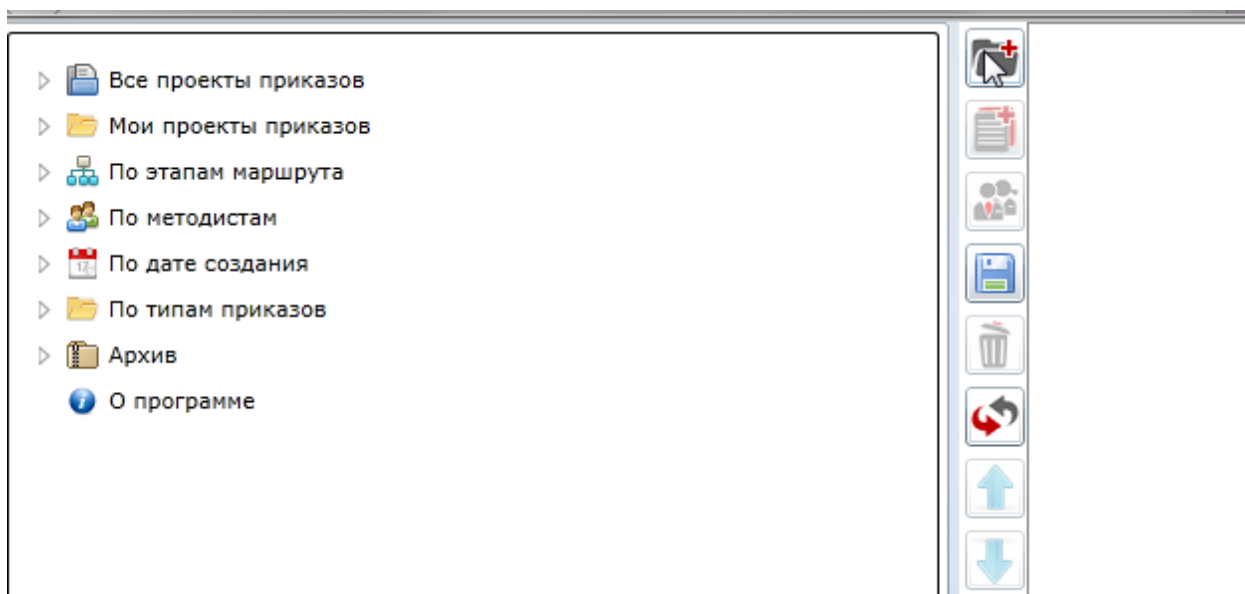 Все проекты приказов
Мои проекты приказов
По этапам маршрута
По методистам
По дате создания
По типам приказов
Архив
О программе